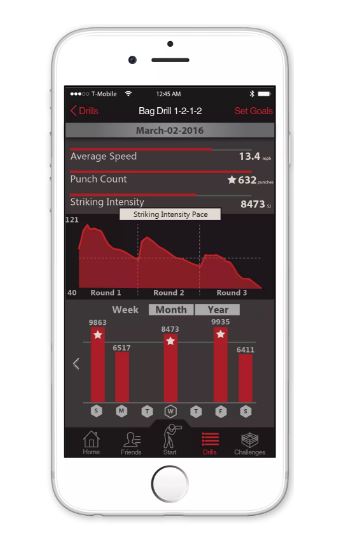 T-Mobile 12:45 AM
Drills Bag Drill 1-2-1-2 Set Goals
March-02-2016
Average Speed 13.4 mph
Punch Count 632 punches
Striking Intensity 8473 SI
Striking Intensity Pace
121
40 Round 1 Round 2 Round 3
Week Month Year
9863 6517 8473 9935 6411
S M T W T F S
Home Friends Start Drills Challenges